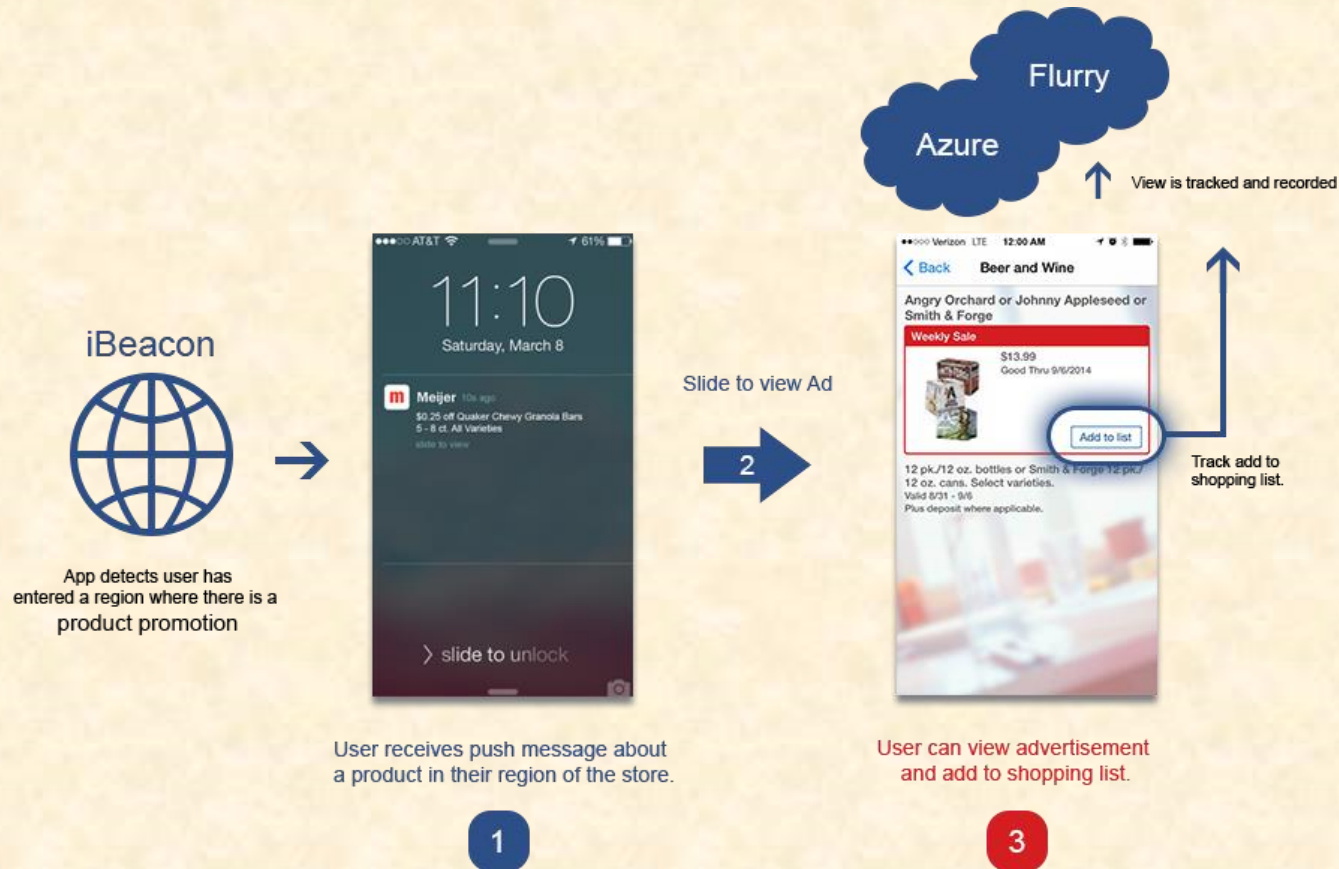 Flurry
Azure
View is tracked and recorded
iBeacon
App detects user has
entered a region where there is a
product promotion
AT&T
61%
11:10
Saturday, March 8
m
Meijer 10s ago
$0.25 off Quaker Chewy Granola Bars
5 - 8 ct. All Varieties
slide to view
> slide to unlock
User receives push message about
a product in their region of the store.
1
Slide to view Ad
2
Verizon LTE 12:00 AM
< Back Beer and Wine
Angry Orchard or Johnny Appleseed or
Smith & Forge
Weekly Sale
$13.99
Good Thru 9/6/2014
Add to list
12 pk./12 oz. bottles or Smith & Forge 12 pk./
12 oz. cans. Select varieties.
Valid 8/31 - 9/6
Plus deposit where applicable.
Track add to
shopping list.
User can view advertisement
and add to shopping list.
3